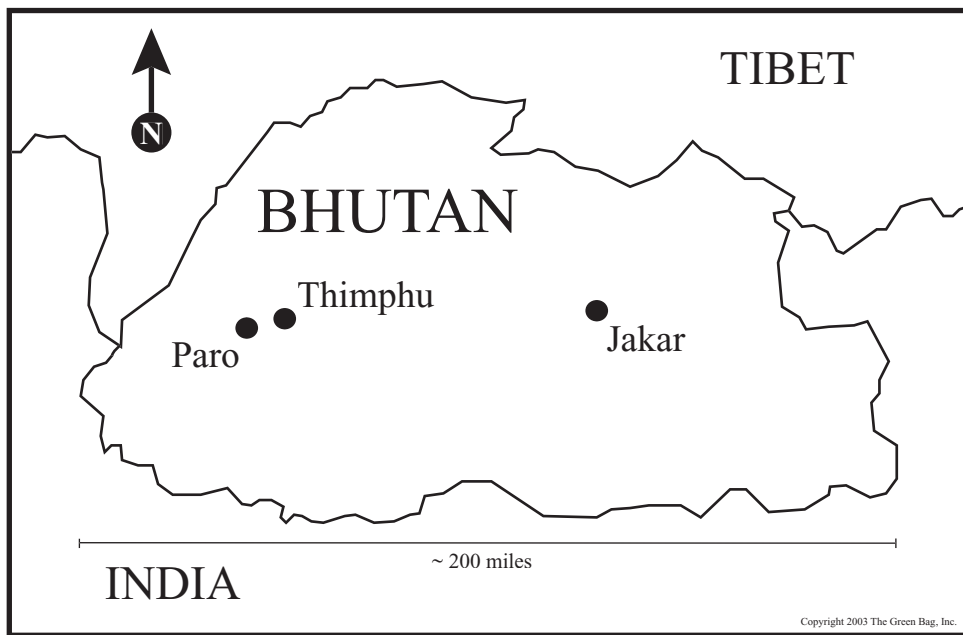 TIBET
N
BHUTAN
Thimphu
Paro
Jakar
~ 200 miles
INDIA
Copyright 2003 The Green Bag, Inc.